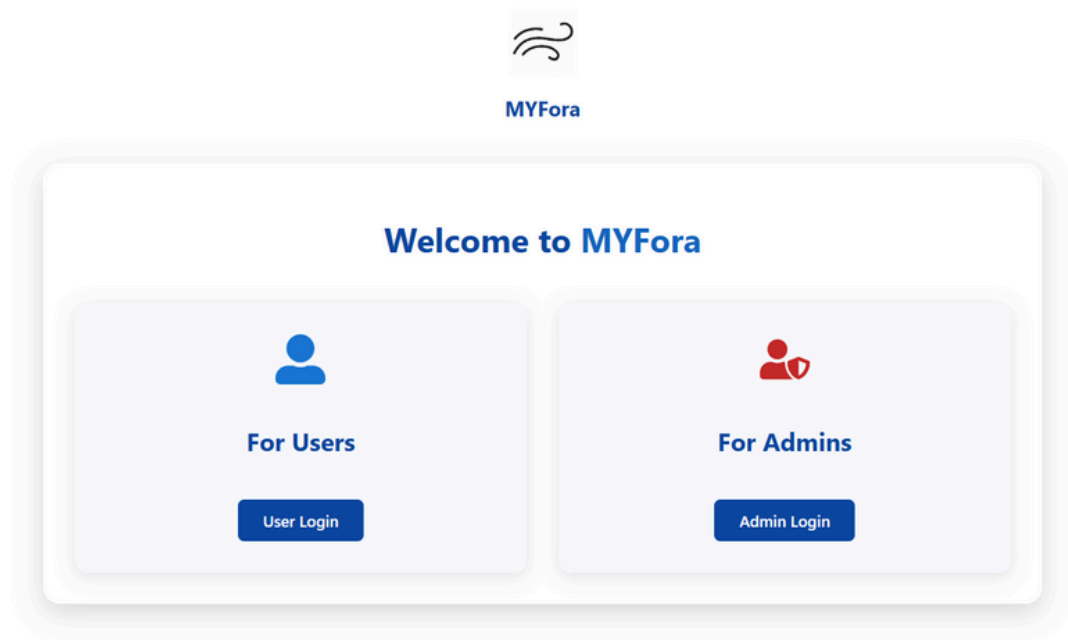 MYFora
Welcome to MYFora
For Users
For Admins
User Login
Admin Login